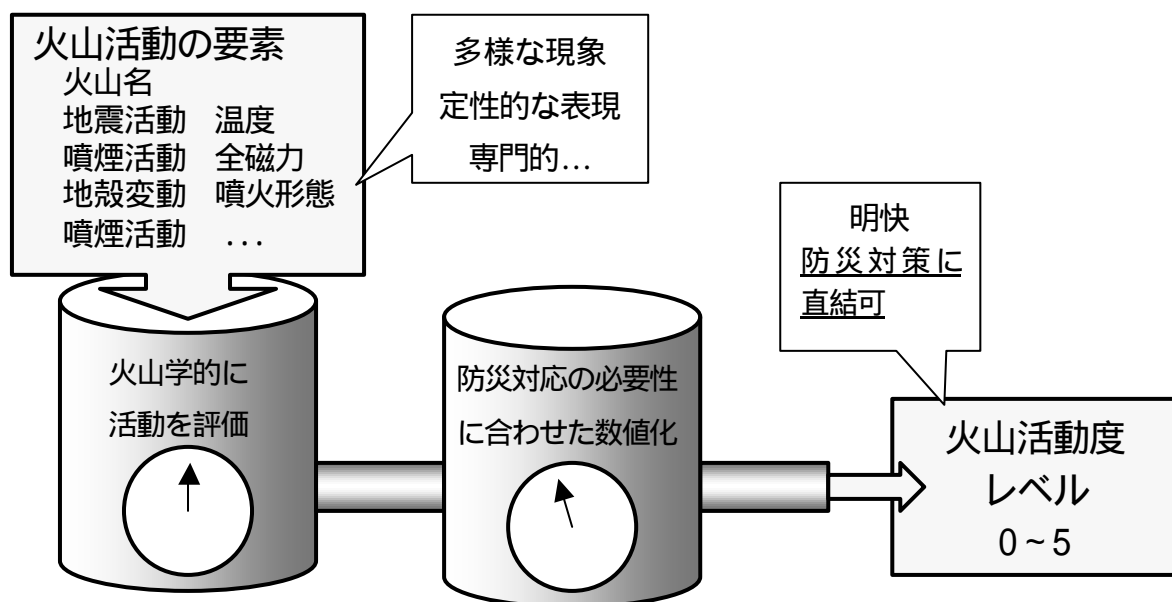 火山活動の要素
火山名
地震活動　温度
噴煙活動　全磁力
地殻変動　噴火形態
噴煙活動　...
多様な現象
定性的な表現
専門的...
火山学的に
活動を評価
防災対応の必要性
に合わせた数値化
明快
防災対策に
直結可
火山活動度
レベル
0～5